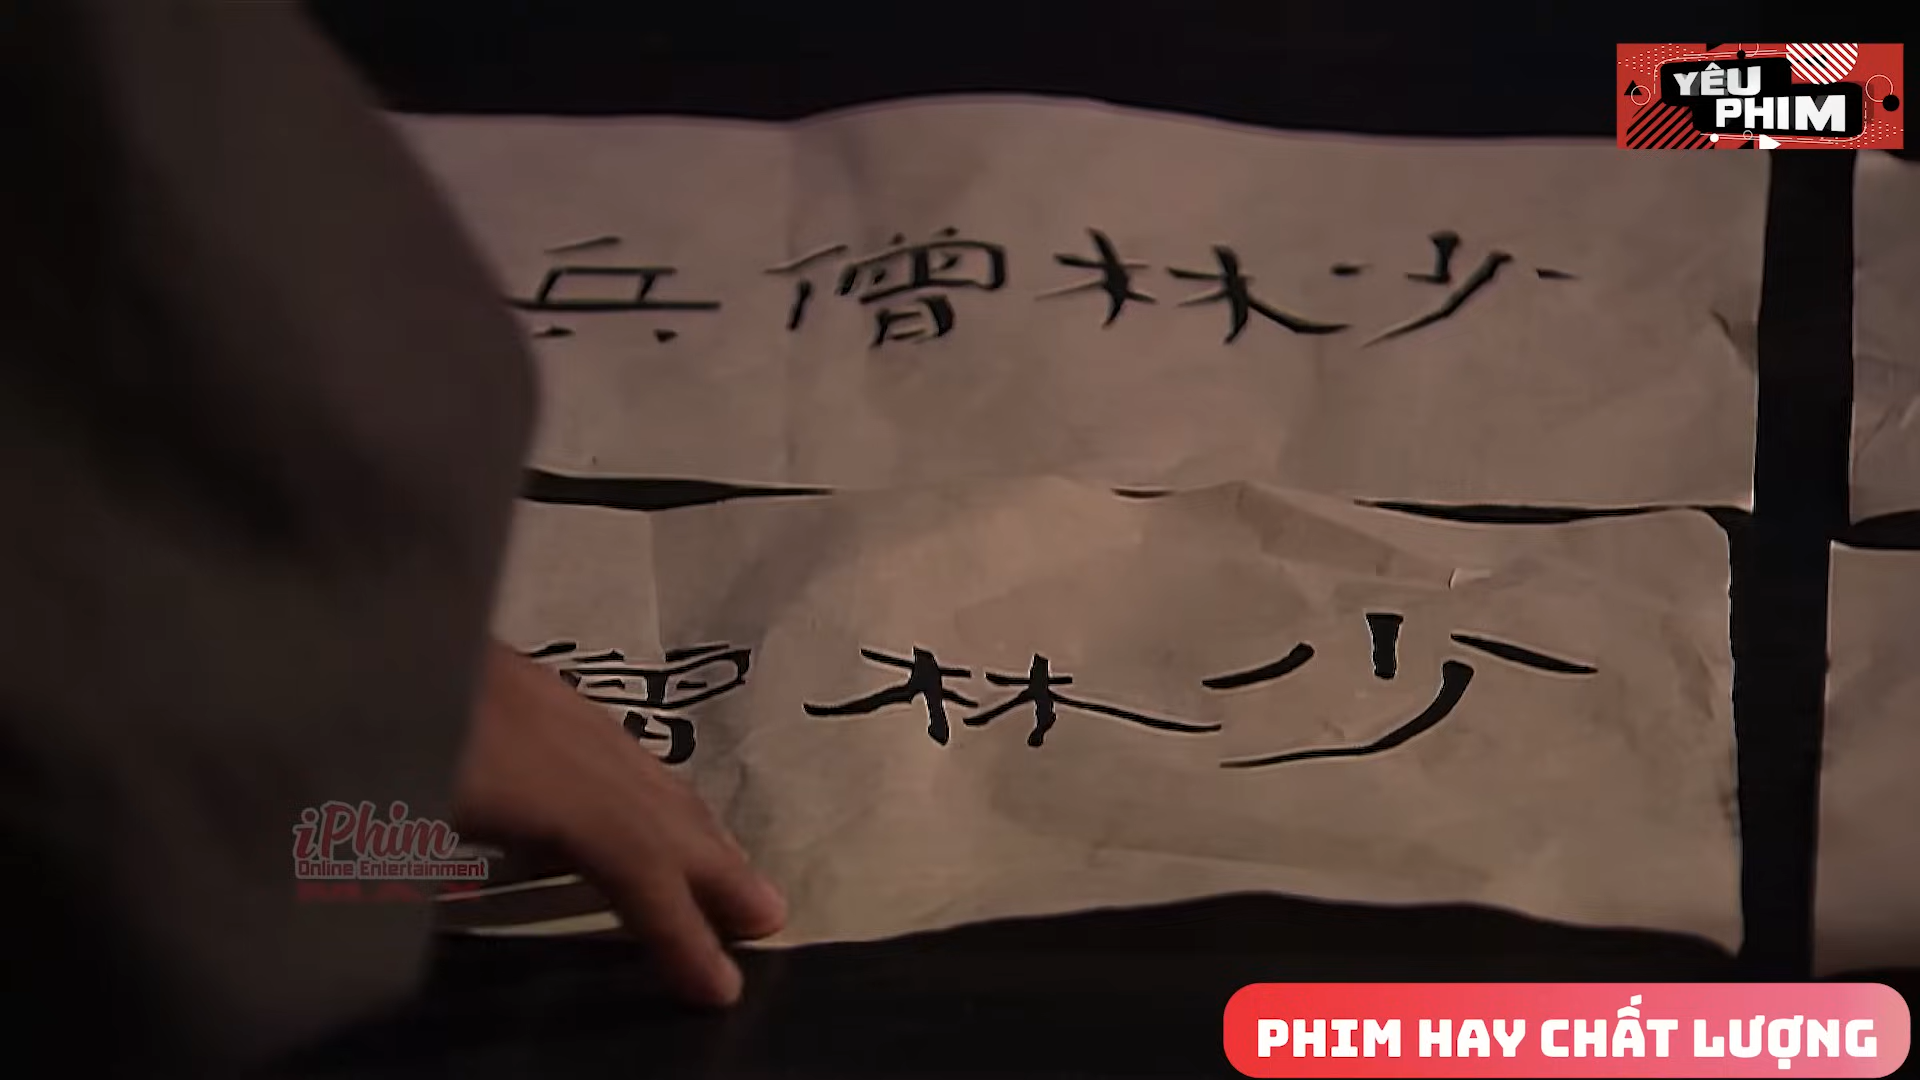 YÊU
PHIM
少林僧兵
少林僧
iPhim
Online Entertainment
PHIM HAY CHẤT LƯỢNG